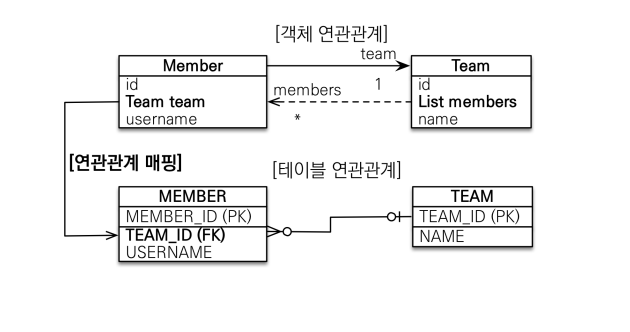 [객체 연관관계]
team
Member
id
Team team
username
members
1
*
Team
id
List members
name
[연관관계 매핑]
[테이블 연관관계]
MEMBER
MEMBER_ID (PK)
TEAM_ID (FK)
USERNAME
TEAM
TEAM_ID (PK)
NAME